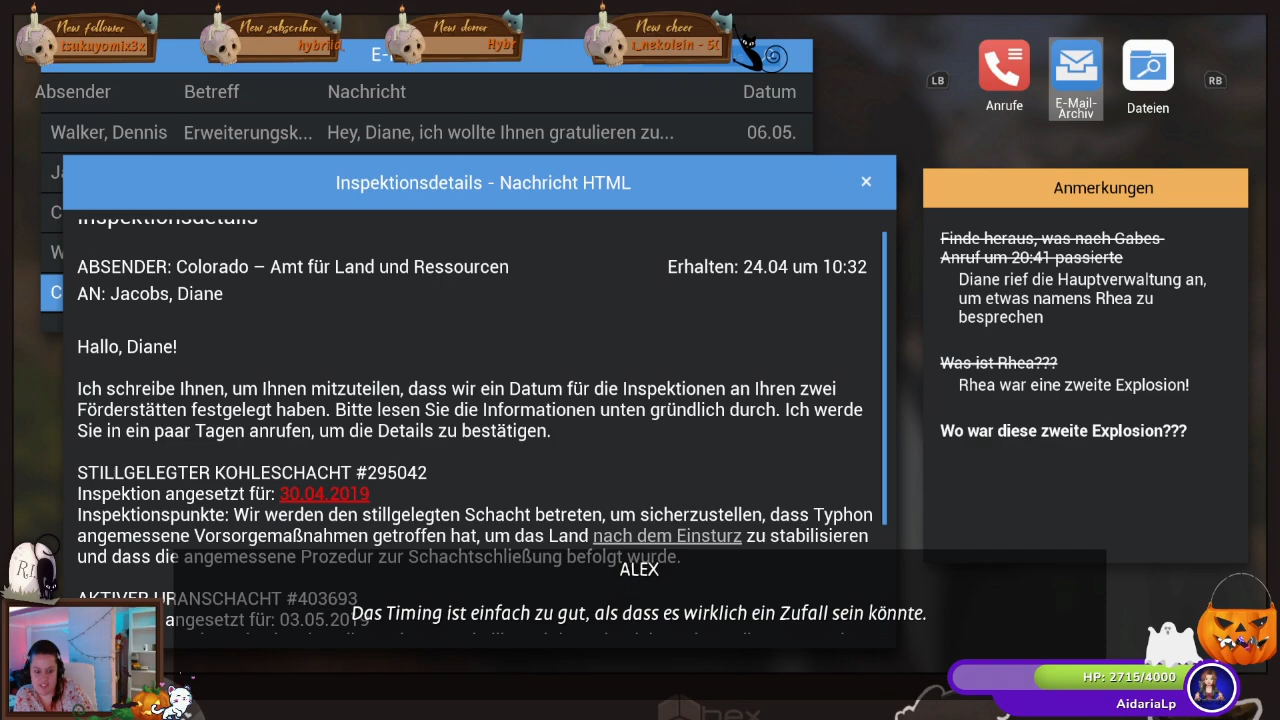 New follower
tsukuyomix3x
New subscriber
hybrild
New donor
Hybr
New cheer
i_nekolein - 50
E-
Absender Betreff Nachricht Datum
Walker, Dennis Erweiterungsk... Hey, Diane, ich wollte Ihnen gratulieren zu... 06.05.
LB
Anrufe
E-Mail-
Archiv
Dateien
RB
Inspektionsdetails - Nachricht HTML
×
Inspektionsdetails
ABSENDER: Colorado – Amt für Land und Ressourcen Erhalten: 24.04 um 10:32
AN: Jacobs, Diane
Hallo, Diane!
Ich schreibe Ihnen, um Ihnen mitzuteilen, dass wir ein Datum für die Inspektionen an Ihren zwei
Förderstätten festgelegt haben. Bitte lesen Sie die Informationen unten gründlich durch. Ich werde
Sie in ein paar Tagen anrufen, um die Details zu bestätigen.
STILLGELEGTER KOHLESCHACHT #295042
Inspektion angesetzt für: 30.04.2019
Inspektionspunkte: Wir werden den stillgelegten Schacht betreten, um sicherzustellen, dass Typhon
angemessene Vorsorgemaßnahmen getroffen hat, um das Land nach dem Einsturz zu stabilisieren
und dass die angemessene Prozedur zur Schachtschließung befolgt wurde.
AKTIVER URANSCHACHT #403693
angesetzt für: 03.05.2019
Anmerkungen
Finde heraus, was nach Gabes
Anruf um 20:41 passierte
Diane rief die Hauptverwaltung an,
um etwas namens Rhea zu
besprechen
Was ist Rhea???
Rhea war eine zweite Explosion!
Wo war diese zweite Explosion???
ALEX
Das Timing ist einfach zu gut, als dass es wirklich ein Zufall sein könnte.
HP: 2715/4000
AidariaLp